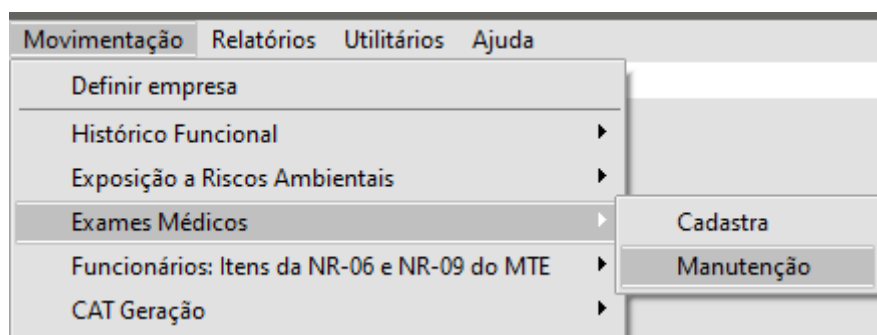 Movimentação Relatórios Utilitários Ajuda
Definir empresa
Histórico Funcional
Exposição a Riscos Ambientais
Exames Médicos
Cadastra
Funcionários: Itens da NR-06 e NR-09 do MTE
Manutenção
CAT Geração